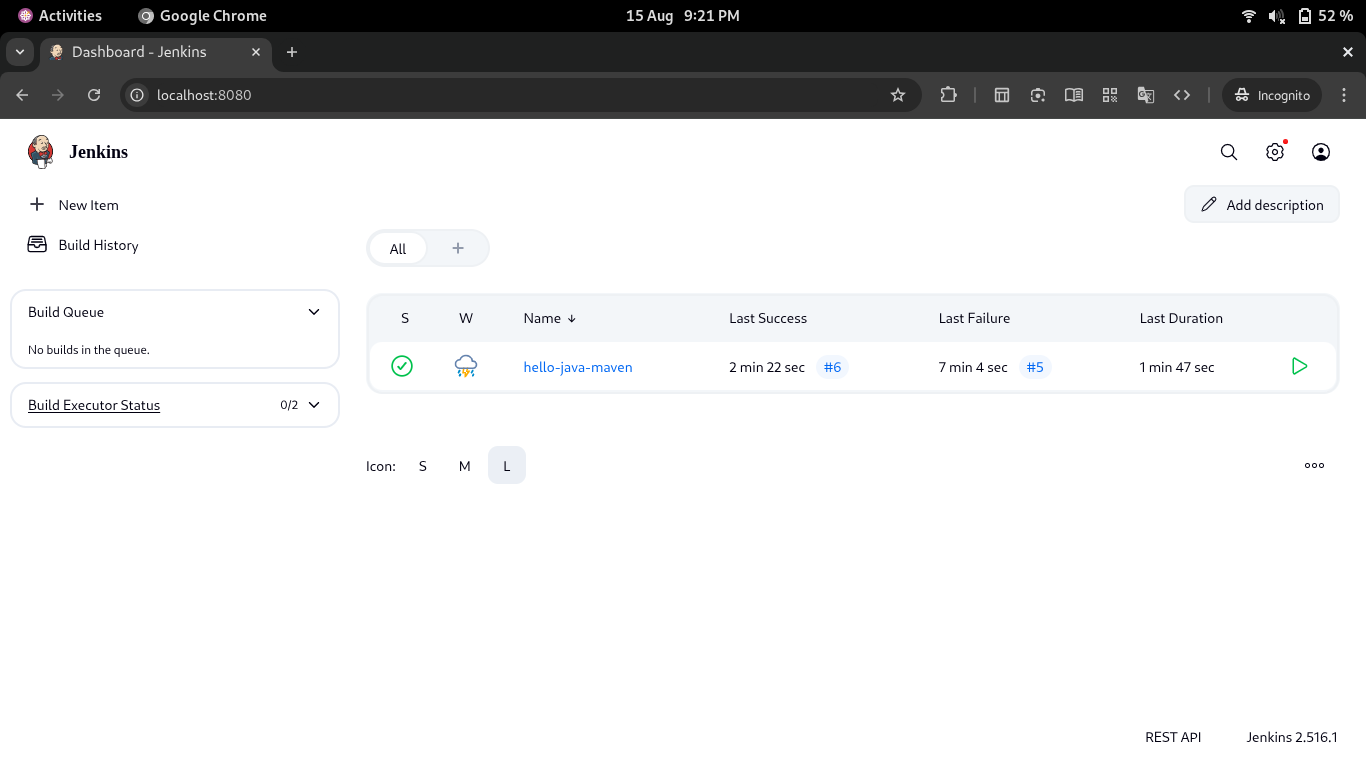 Activities
Google Chrome
15 Aug 9:21 PM
52 %
Dashboard - Jenkins
localhost:8080
Incognito
Jenkins
New Item
Add description
Build History
All
Build Queue
No builds in the queue.
Build Executor Status 0/2
S W Name ↓ Last Success Last Failure Last Duration
hello-java-maven 2 min 22 sec #6 7 min 4 sec #5 1 min 47 sec
Icon: S M L
REST API Jenkins 2.516.1